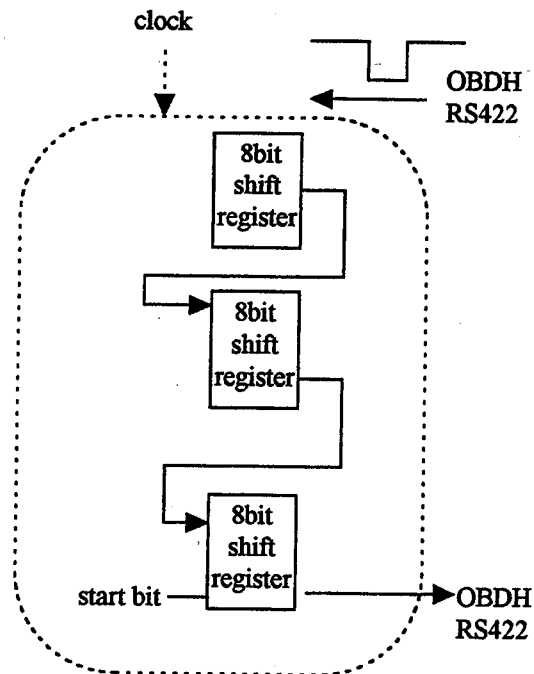 clock
OBDH
RS422
8bit
shift
register
8bit
shift
register
8bit
shift
register
start bit
OBDH
RS422